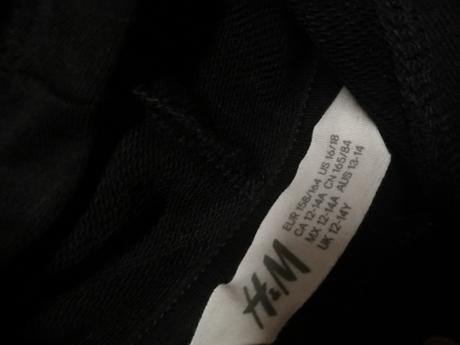 H&M
EUR 158/164 US 16/18
CA 12-14A CN 165/84
MX 12-14A AUS 13-14
UK 12-14Y